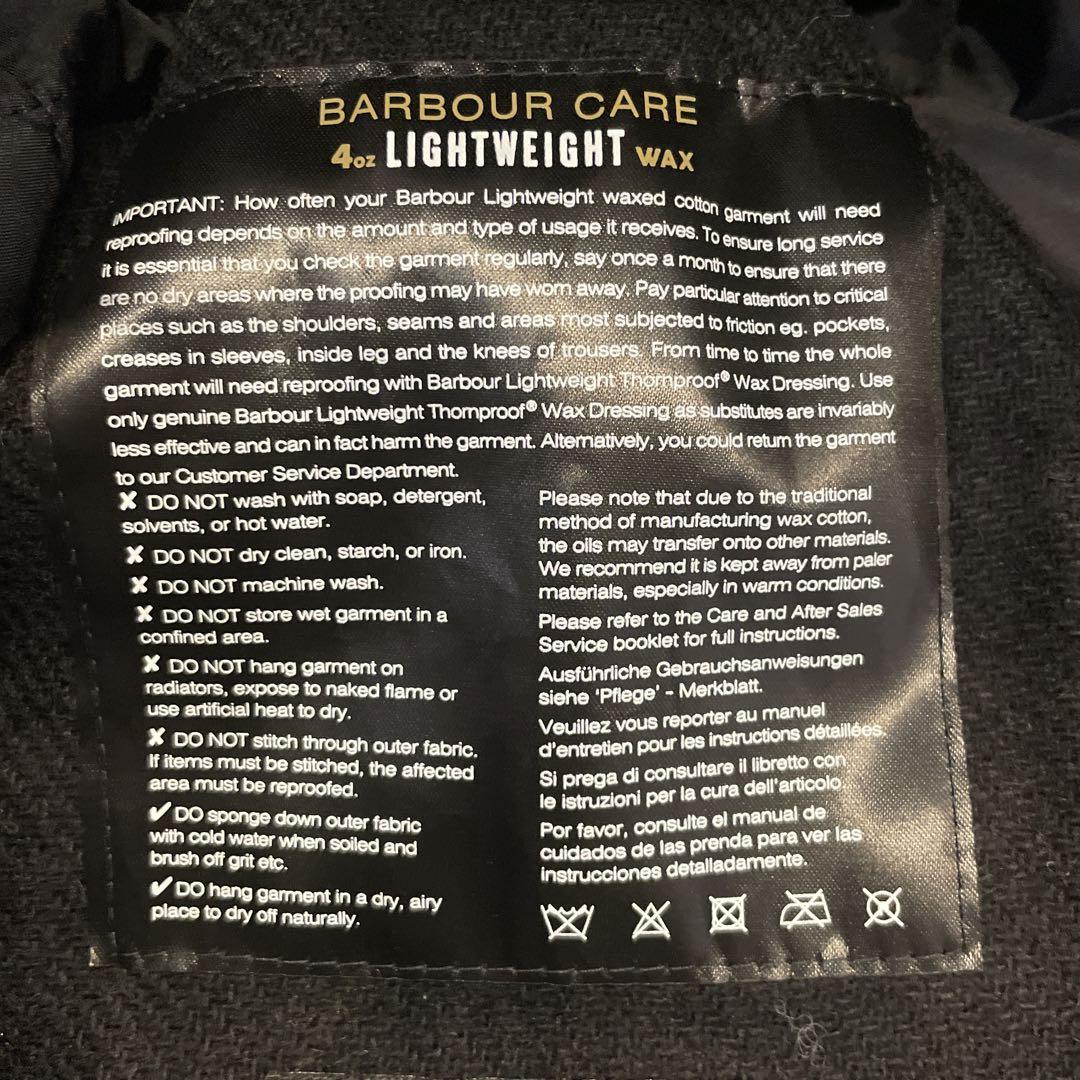 BARBOUR CARE
4oz LIGHTWEIGHT WAX
IMPORTANT: How often your Barbour Lightweight waxed cotton garment will need
reproofing depends on the amount and type of usage it receives. To ensure long service
it is essential that you check the garment regularly, say once a month to ensure that there
are no dry areas where the proofing may have worn away. Pay particular attention to critical
places such as the shoulders, seams and areas most subjected to friction eg. pockets,
creases in sleeves, inside leg and the knees of trousers. From time to time the whole
garment will need reproofing with Barbour Lightweight Thornproof® Wax Dressing. Use
only genuine Barbour Lightweight Thornproof® Wax Dressing as substitutes are invariably
less effective and can in fact harm the garment. Alternatively, you could return the garment
to our Customer Service Department.
✘ DO NOT wash with soap, detergent,
solvents, or hot water.
✘ DO NOT dry clean, starch, or iron.
✘ DO NOT machine wash.
✘ DO NOT store wet garment in a
confined area.
✘ DO NOT hang garment on
radiators, expose to naked flame or
use artificial heat to dry.
✘ DO NOT stitch through outer fabric.
If items must be stitched, the affected
area must be reproofed.
✔ DO sponge down outer fabric
with cold water when soiled and
brush off grit etc.
✔ DO hang garment in a dry, airy
place to dry off naturally.
Please note that due to the traditional
method of manufacturing wax cotton,
the oils may transfer onto other materials.
We recommend it is kept away from paler
materials, especially in warm conditions.
Please refer to the Care and After Sales
Service booklet for full instructions.
Ausführliche Gebrauchsanweisungen
siehe 'Pflege' - Merkblatt.
Veuillez vous reporter au manuel
d'entretien pour les instructions détaillées.
Si prega di consultare il libretto con
le istruzioni per la cura dell'articolo.
Por favor, consulte el manual de
cuidados de las prenda para ver las
instrucciones detalladamente.